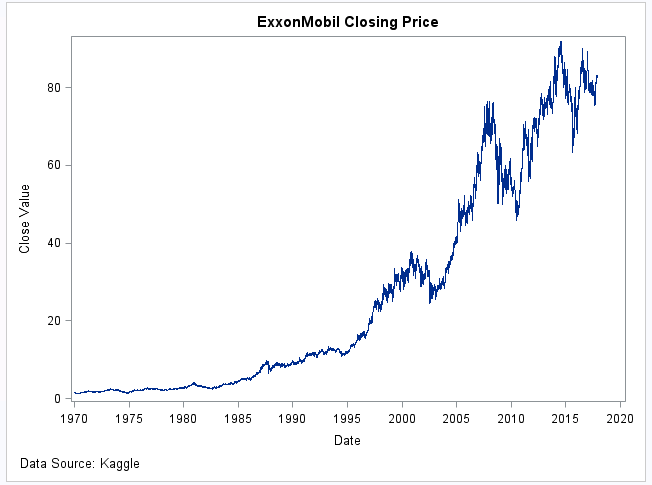 ExxonMobil Closing Price
Close Value
80
60
40
20
0
1970 1975 1980 1985 1990 1995 2000 2005 2010 2015 2020
Date
Data Source: Kaggle